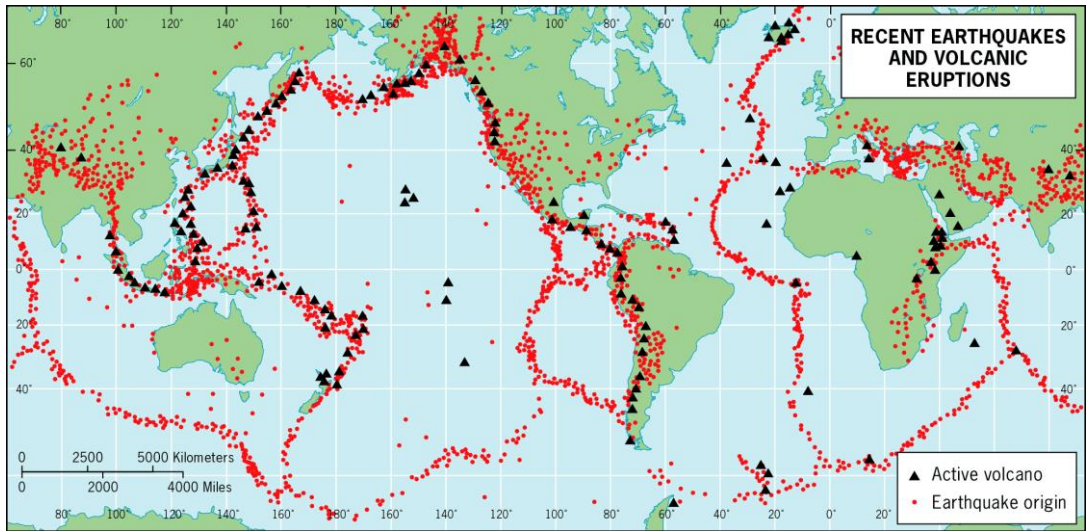 80° 100° 120° 140° 160° 180° 160° 140° 120° 100° 80° 60° 40° 20° 0°
RECENT EARTHQUAKES
AND VOLCANIC
ERUPTIONS
60°
40° 40°
20° 20°
0° 0°
20° 20°
40° 40°
0 2500 5000 Kilometers
0 2000 4000 Miles
Active volcano
Earthquake origin
80° 100° 120° 140° 160° 180° 160° 140° 120° 100° 80° 60° 40° 20° 0° 20°